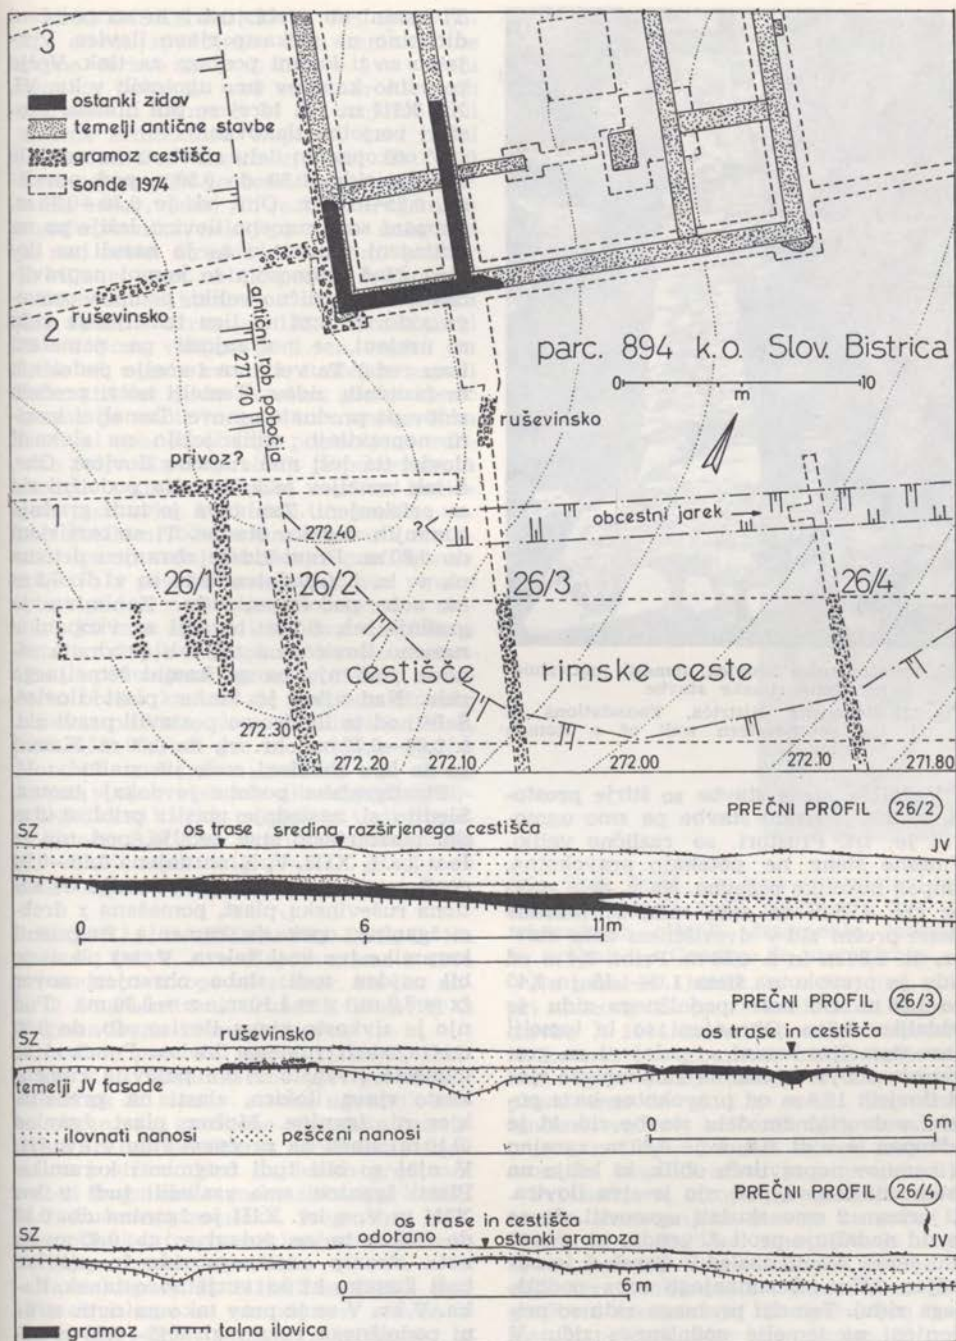 3
ostanki zidov
temelji antične stavbe
gramoz cestišča
sonde 1974
ruševinsko
2
antični rob pobočja
271.70
parc. 894 k.o. Slov. Bistrica
0 10
m
ruševinsko
privoz?
1
272.40
?
obcestni jarek
26/1
26/2
26/3
26/4
cestišče rimske ceste
272.30
272.20
272.10
272.00
272.10
271.80
PREČNI PROFIL 26/2
SZ
os trase
sredina razširjenega cestišča
JV
0 6 11m
PREČNI PROFIL 26/3
SZ
ruševinsko
os trase in cestišča
JV
temelji JV fasade
ilovnati nanosi
peščeni nanosi
0 6m
PREČNI PROFIL 26/4
SZ
os trase in cestišča
JV
odorano
ostanki gramoza
0 6m
gramoz
talna ilovica